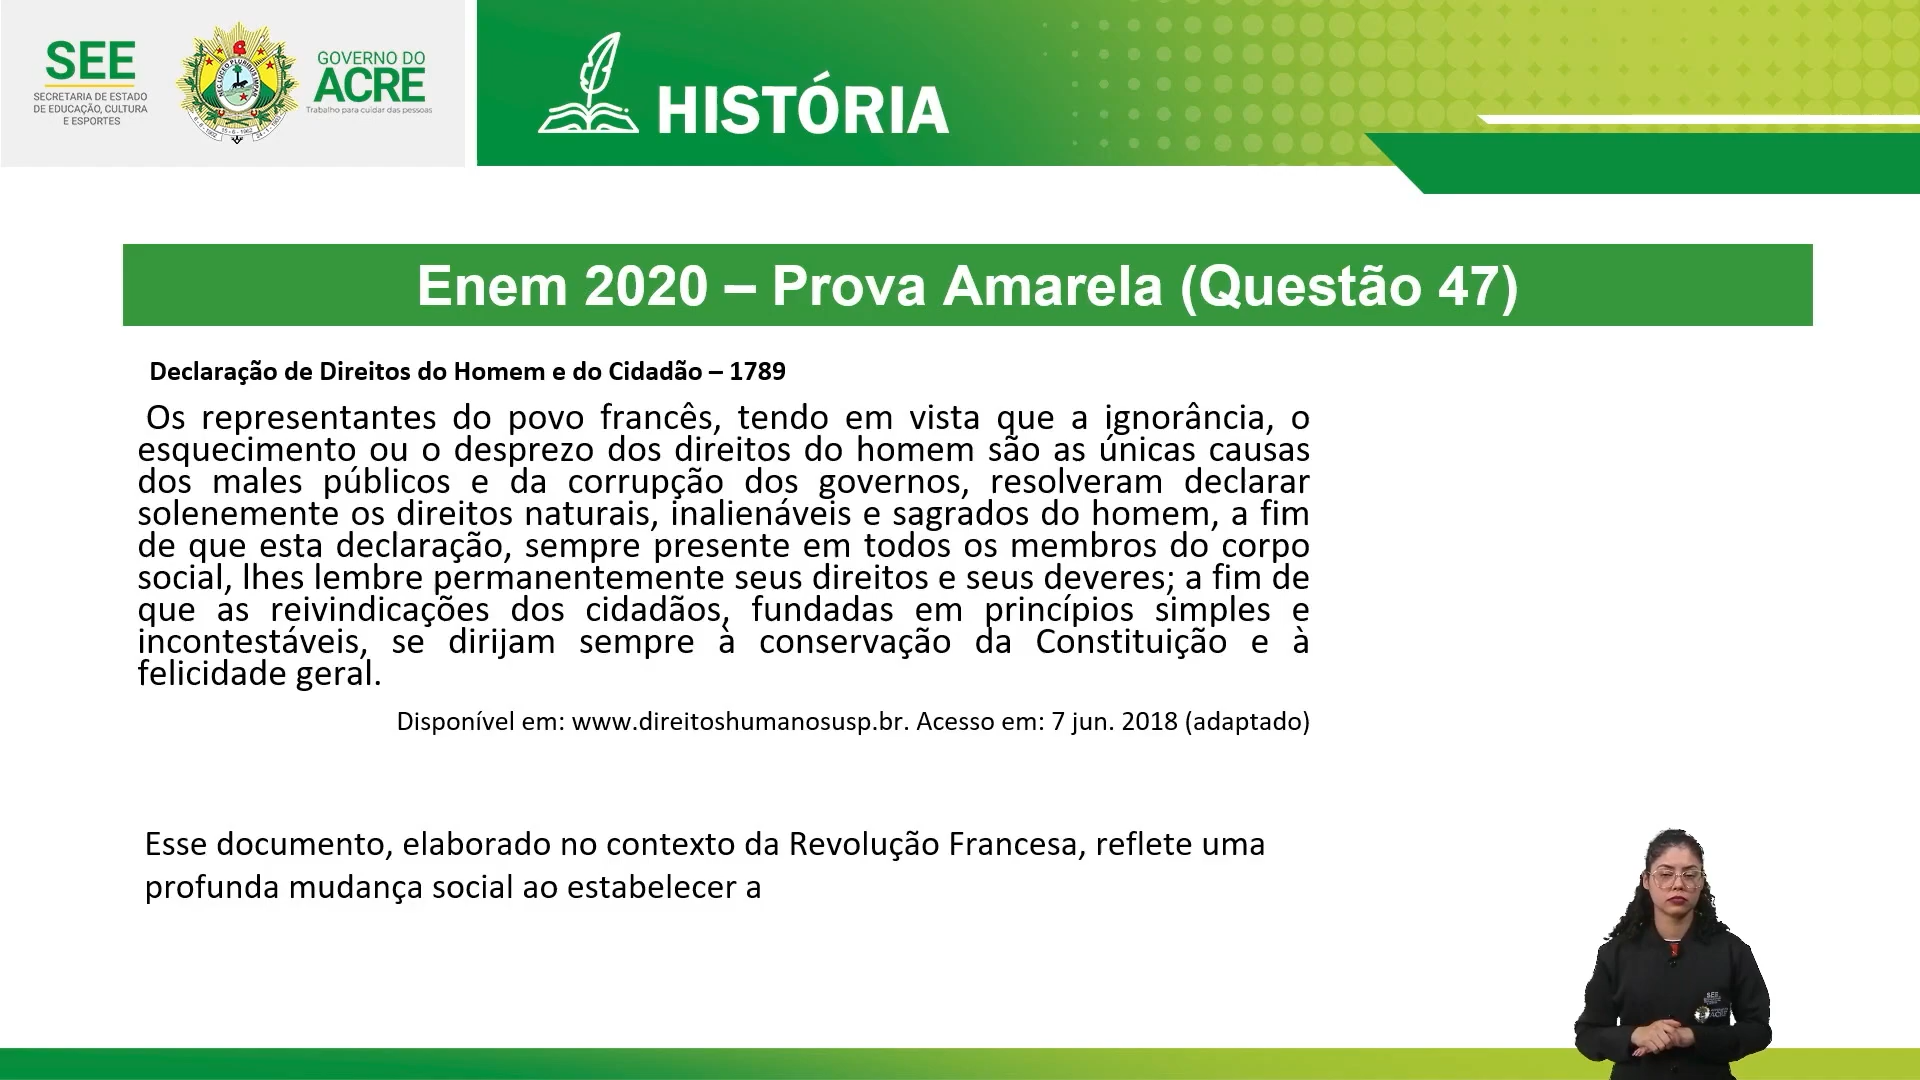 SEE
SECRETARIA DE ESTADO
DE EDUCAÇÃO, CULTURA
E ESPORTES
GOVERNO DO
ACRE
Trabalho para cuidar das pessoas
HISTÓRIA
Enem 2020 – Prova Amarela (Questão 47)
Declaração de Direitos do Homem e do Cidadão – 1789
Os representantes do povo francês, tendo em vista que a ignorância, o
esquecimento ou o desprezo dos direitos do homem são as únicas causas
dos males públicos e da corrupção dos governos, resolveram declarar
solenemente os direitos naturais, inalienáveis e sagrados do homem, a fim
de que esta declaração, sempre presente em todos os membros do corpo
social, lhes lembre permanentemente seus direitos e seus deveres; a fim de
que as reivindicações dos cidadãos, fundadas em princípios simples e
incontestáveis, se dirijam sempre à conservação da Constituição e à
felicidade geral.
Disponível em: www.direitoshumanosusp.br. Acesso em: 7 jun. 2018 (adaptado)
Esse documento, elaborado no contexto da Revolução Francesa, reflete uma
profunda mudança social ao estabelecer a
SEE
ACRE